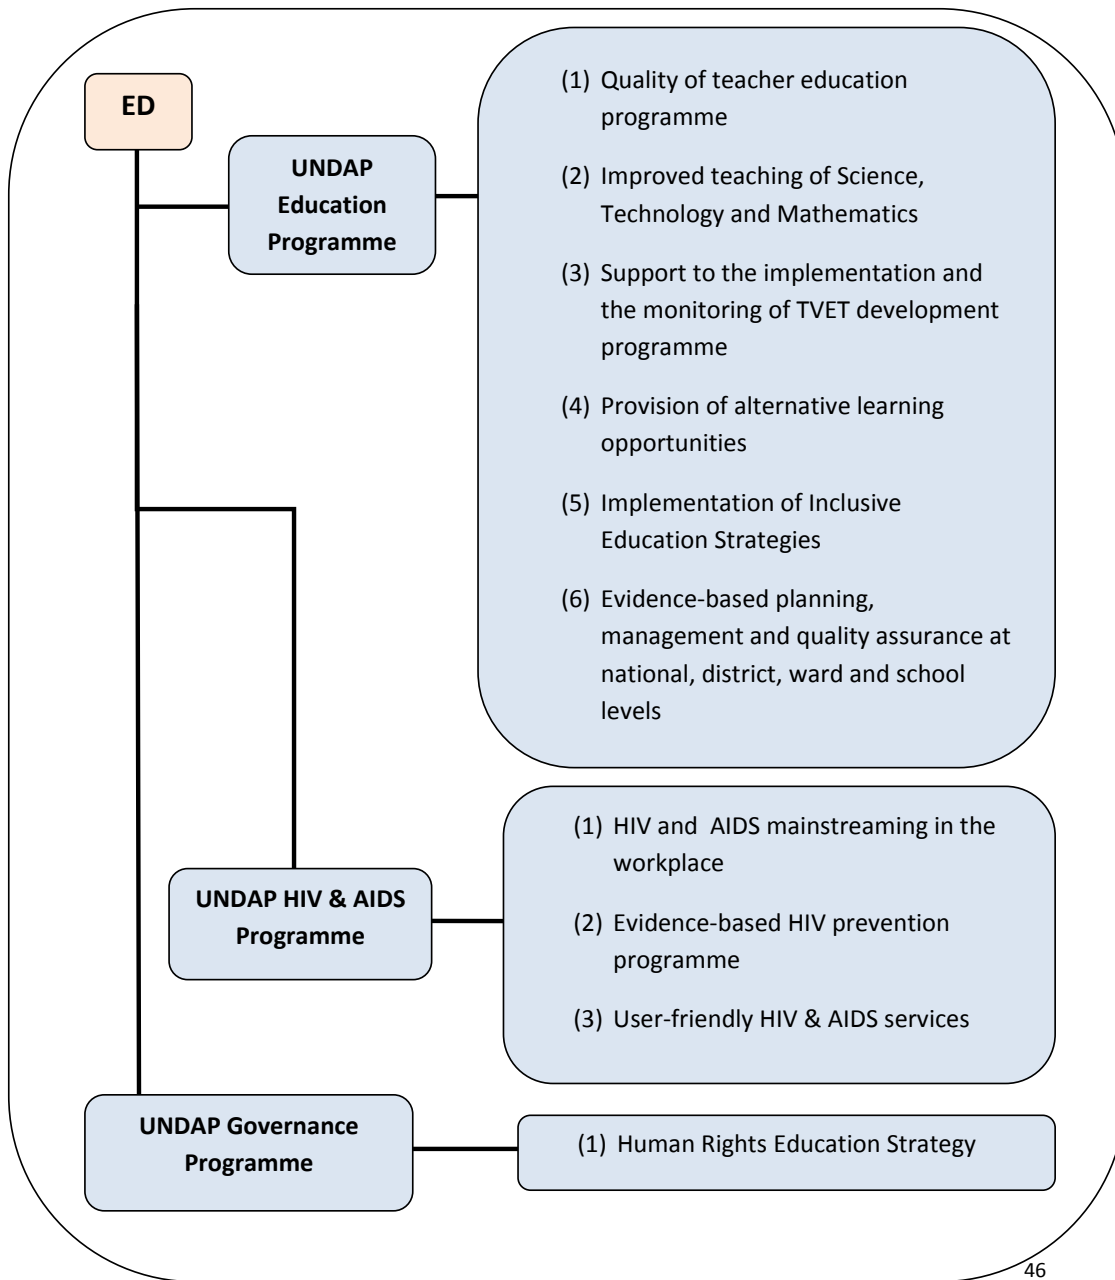 ED
UNDAP
Education
Programme
(1) Quality of teacher education
programme
(2) Improved teaching of Science,
Technology and Mathematics
(3) Support to the implementation and
the monitoring of TVET development
programme
(4) Provision of alternative learning
opportunities
(5) Implementation of Inclusive
Education Strategies
(6) Evidence-based planning,
management and quality assurance at
national, district, ward and school
levels
UNDAP HIV & AIDS
Programme
(1) HIV and  AIDS mainstreaming in the
workplace
(2) Evidence-based HIV prevention
programme
(3) User-friendly HIV & AIDS services
UNDAP Governance
Programme
(1) Human Rights Education Strategy
46